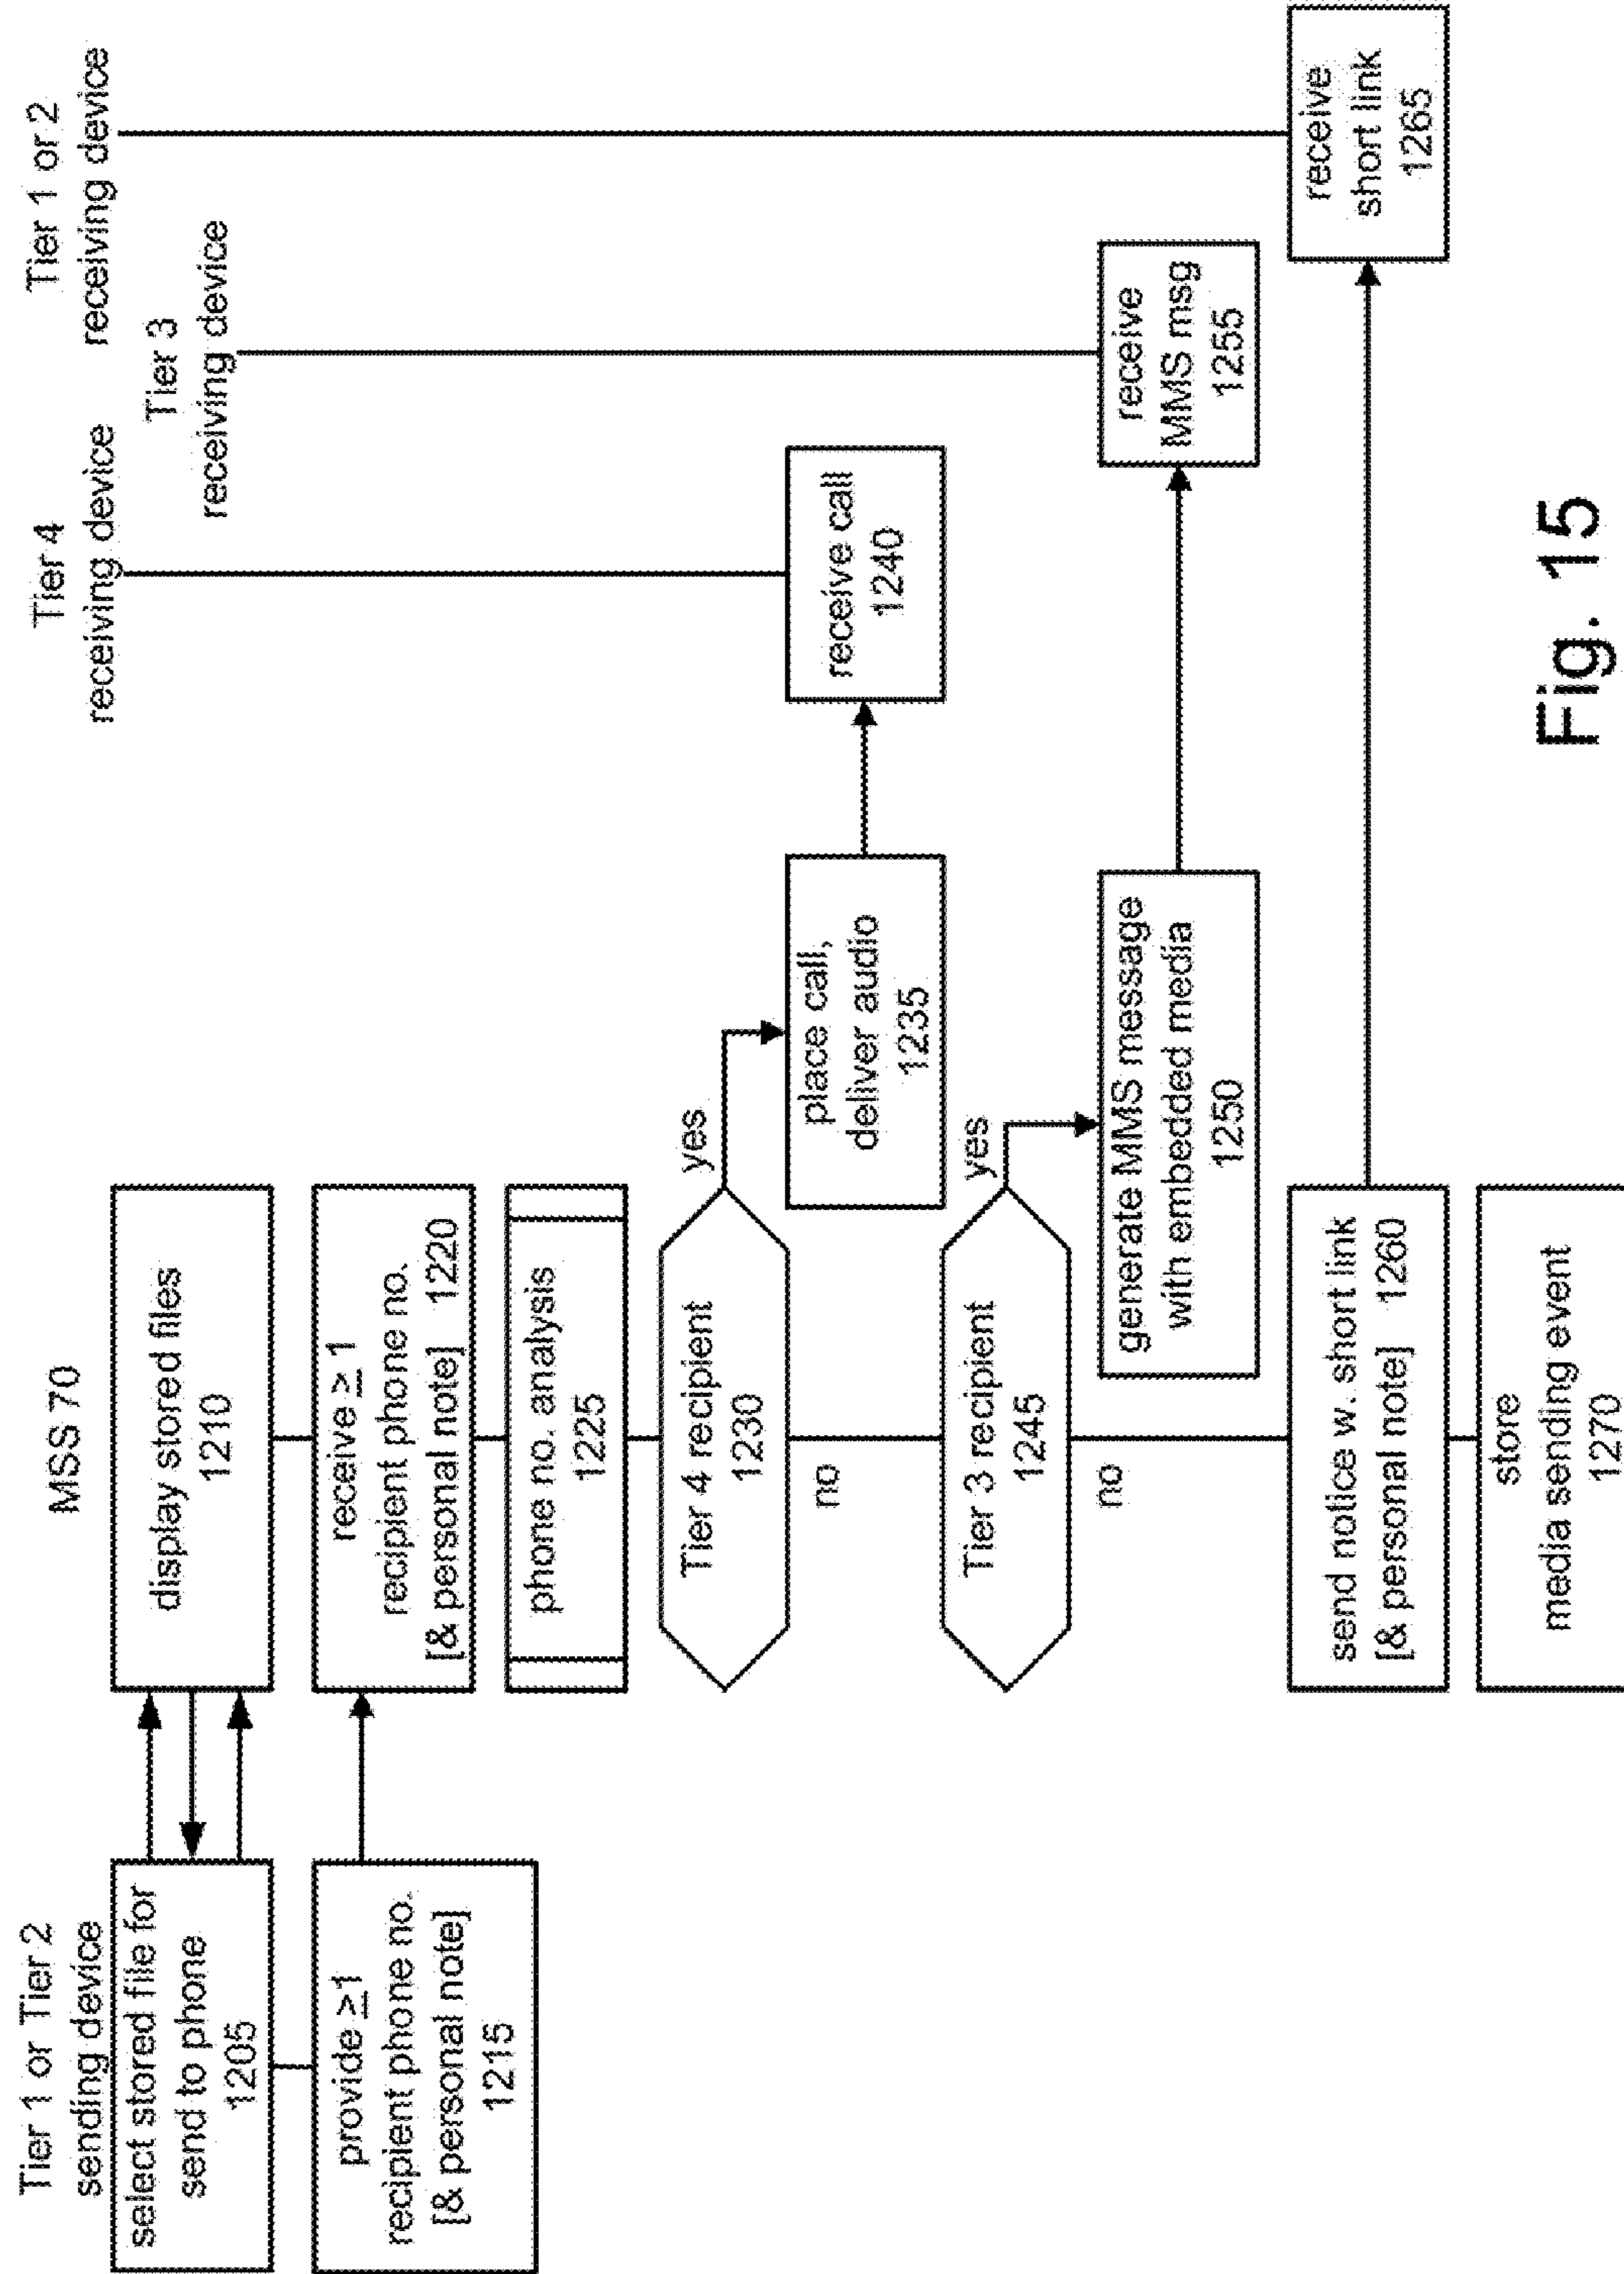 Tier 1 or Tier 2
sending device
select stored file for
send to phone
1205
provide ≥1
recipient phone no.
[& personal note]
1215
MSS 70
display stored files
1210
receive ≥ 1
recipient phone no.
[& personal note] 1220
phone no. analysis
1225
Tier 4 recipient
1230
yes
no
place call,
deliver audio
1235
Tier 3 recipient
1245
yes
no
generate MMS message
with embedded media
1250
send notice w. short link
[& personal note] 1260
store
media sending event
1270
Tier 4
receiving device
receive call
1240
Tier 3
receiving device
receive
MMS msg
1255
Tier 1 or 2
receiving device
receive
short link
1265
Fig. 15